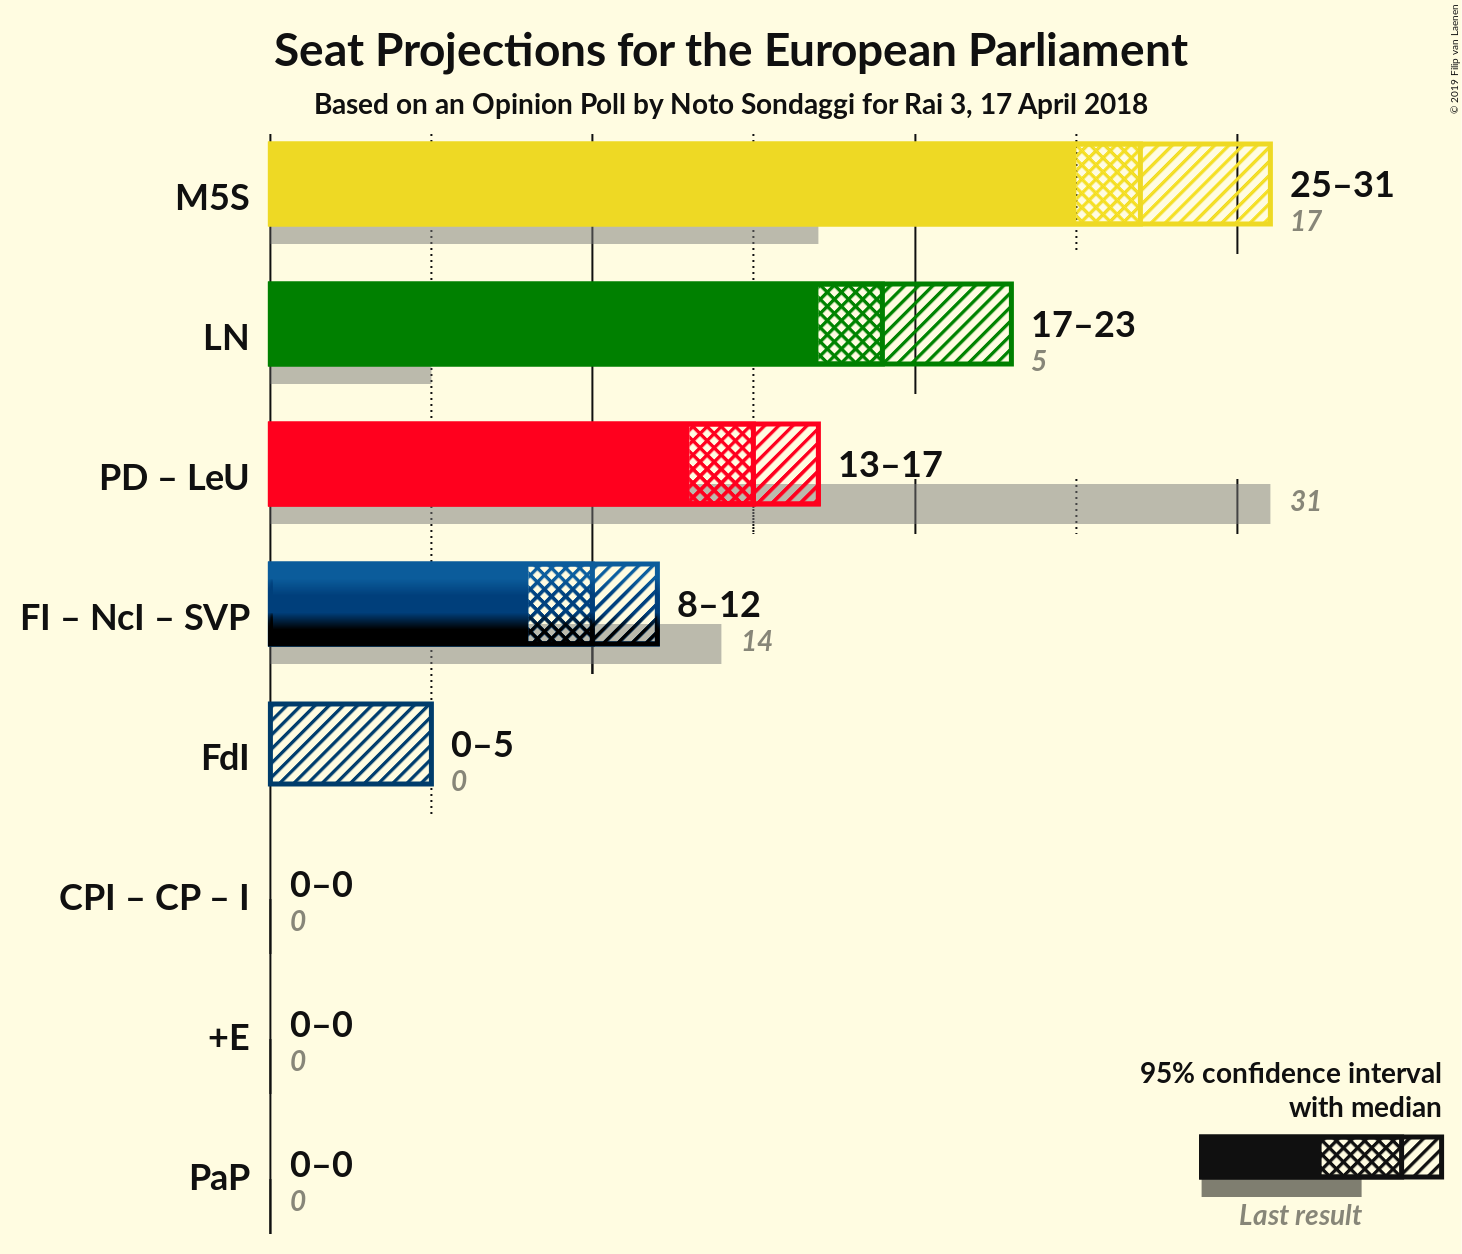 Seat Projections for the European Parliament
Based on an Opinion Poll by Noto Sondaggi for Rai 3, 17 April 2018
© 2019 Filip van Laenen
M5S
25–31
17
LN
17–23
5
PD – LeU
13–17
31
FI – NcI – SVP
8–12
14
FdI
0–5
0
CPI – CP – I
0–0
0
+E
0–0
0
PaP
0–0
0
95% confidence interval
with median
Last result